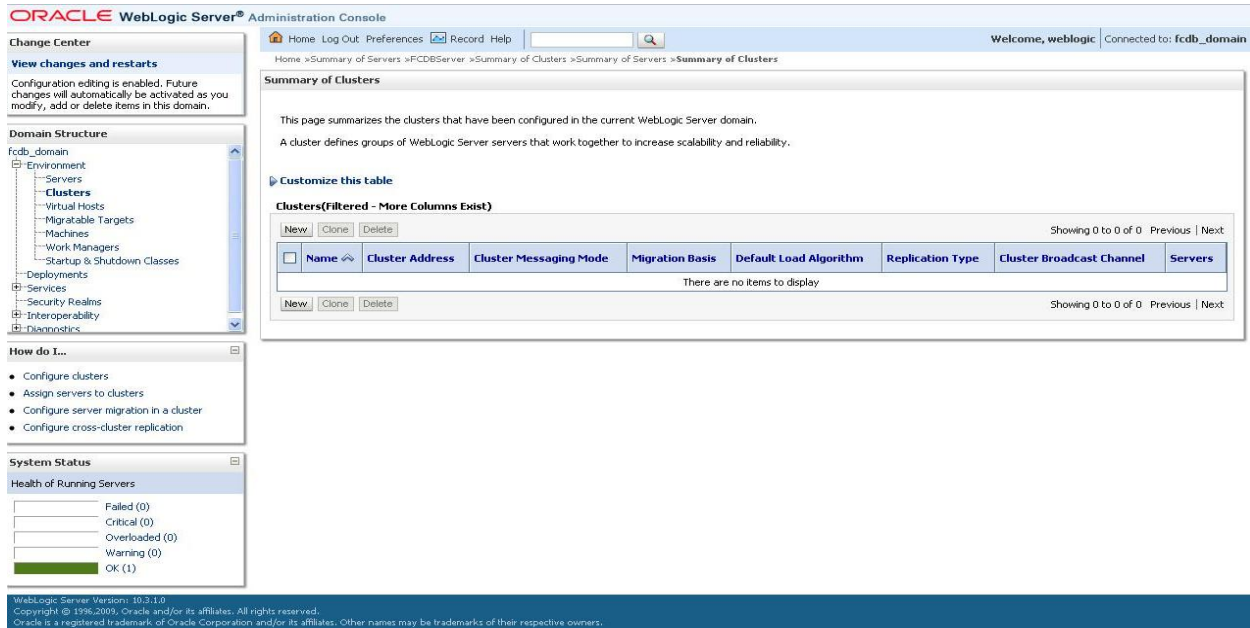 ORACLE WebLogic Server® Administration Console
Change Center
View changes and restarts
Configuration editing is enabled. Future
changes will automatically be activated as you
modify, add or delete items in this domain.
Domain Structure
fcdb_domain
Environment
Servers
Clusters
Virtual Hosts
Migratable Targets
Machines
Work Managers
Startup & Shutdown Classes
Deployments
Services
Security Realms
Interoperability
Diagnostics
How do I...
Configure clusters
Assign servers to clusters
Configure server migration in a cluster
Configure cross-cluster replication
System Status
Health of Running Servers
Failed (0)
Critical (0)
Overloaded (0)
Warning (0)
OK (1)
Home Log Out Preferences Record Help
Welcome, weblogic Connected to: fcdb_domain
Home >Summary of Servers >FCDBServer >Summary of Clusters >Summary of Servers >Summary of Clusters
Summary of Clusters
This page summarizes the clusters that have been configured in the current WebLogic Server domain.
A cluster defines groups of WebLogic Server servers that work together to increase scalability and reliability.
Customize this table
Clusters(Filtered - More Columns Exist)
New Clone Delete Showing 0 to 0 of 0 Previous | Next
Name Cluster Address Cluster Messaging Mode Migration Basis Default Load Algorithm Replication Type Cluster Broadcast Channel Servers
There are no items to display
New Clone Delete Showing 0 to 0 of 0 Previous | Next
WebLogic Server Version: 10.3.1.0
Copyright © 1996,2009, Oracle and/or its affiliates. All rights reserved.
Oracle is a registered trademark of Oracle Corporation and/or its affiliates. Other names may be trademarks of their respective owners.